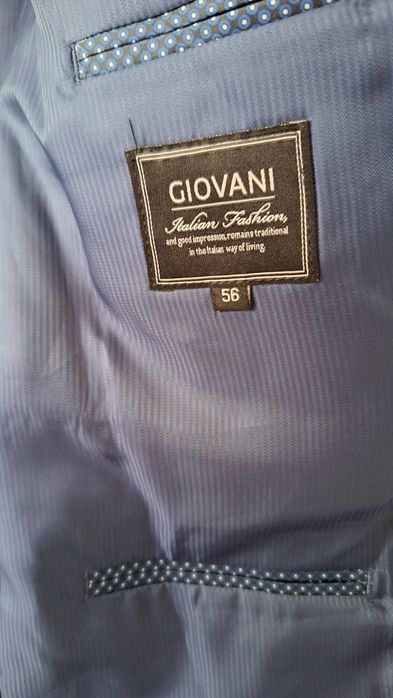 GIOVANI
Italian Fashion,
and good impression, remains traditional
in the Italian way of living.
56